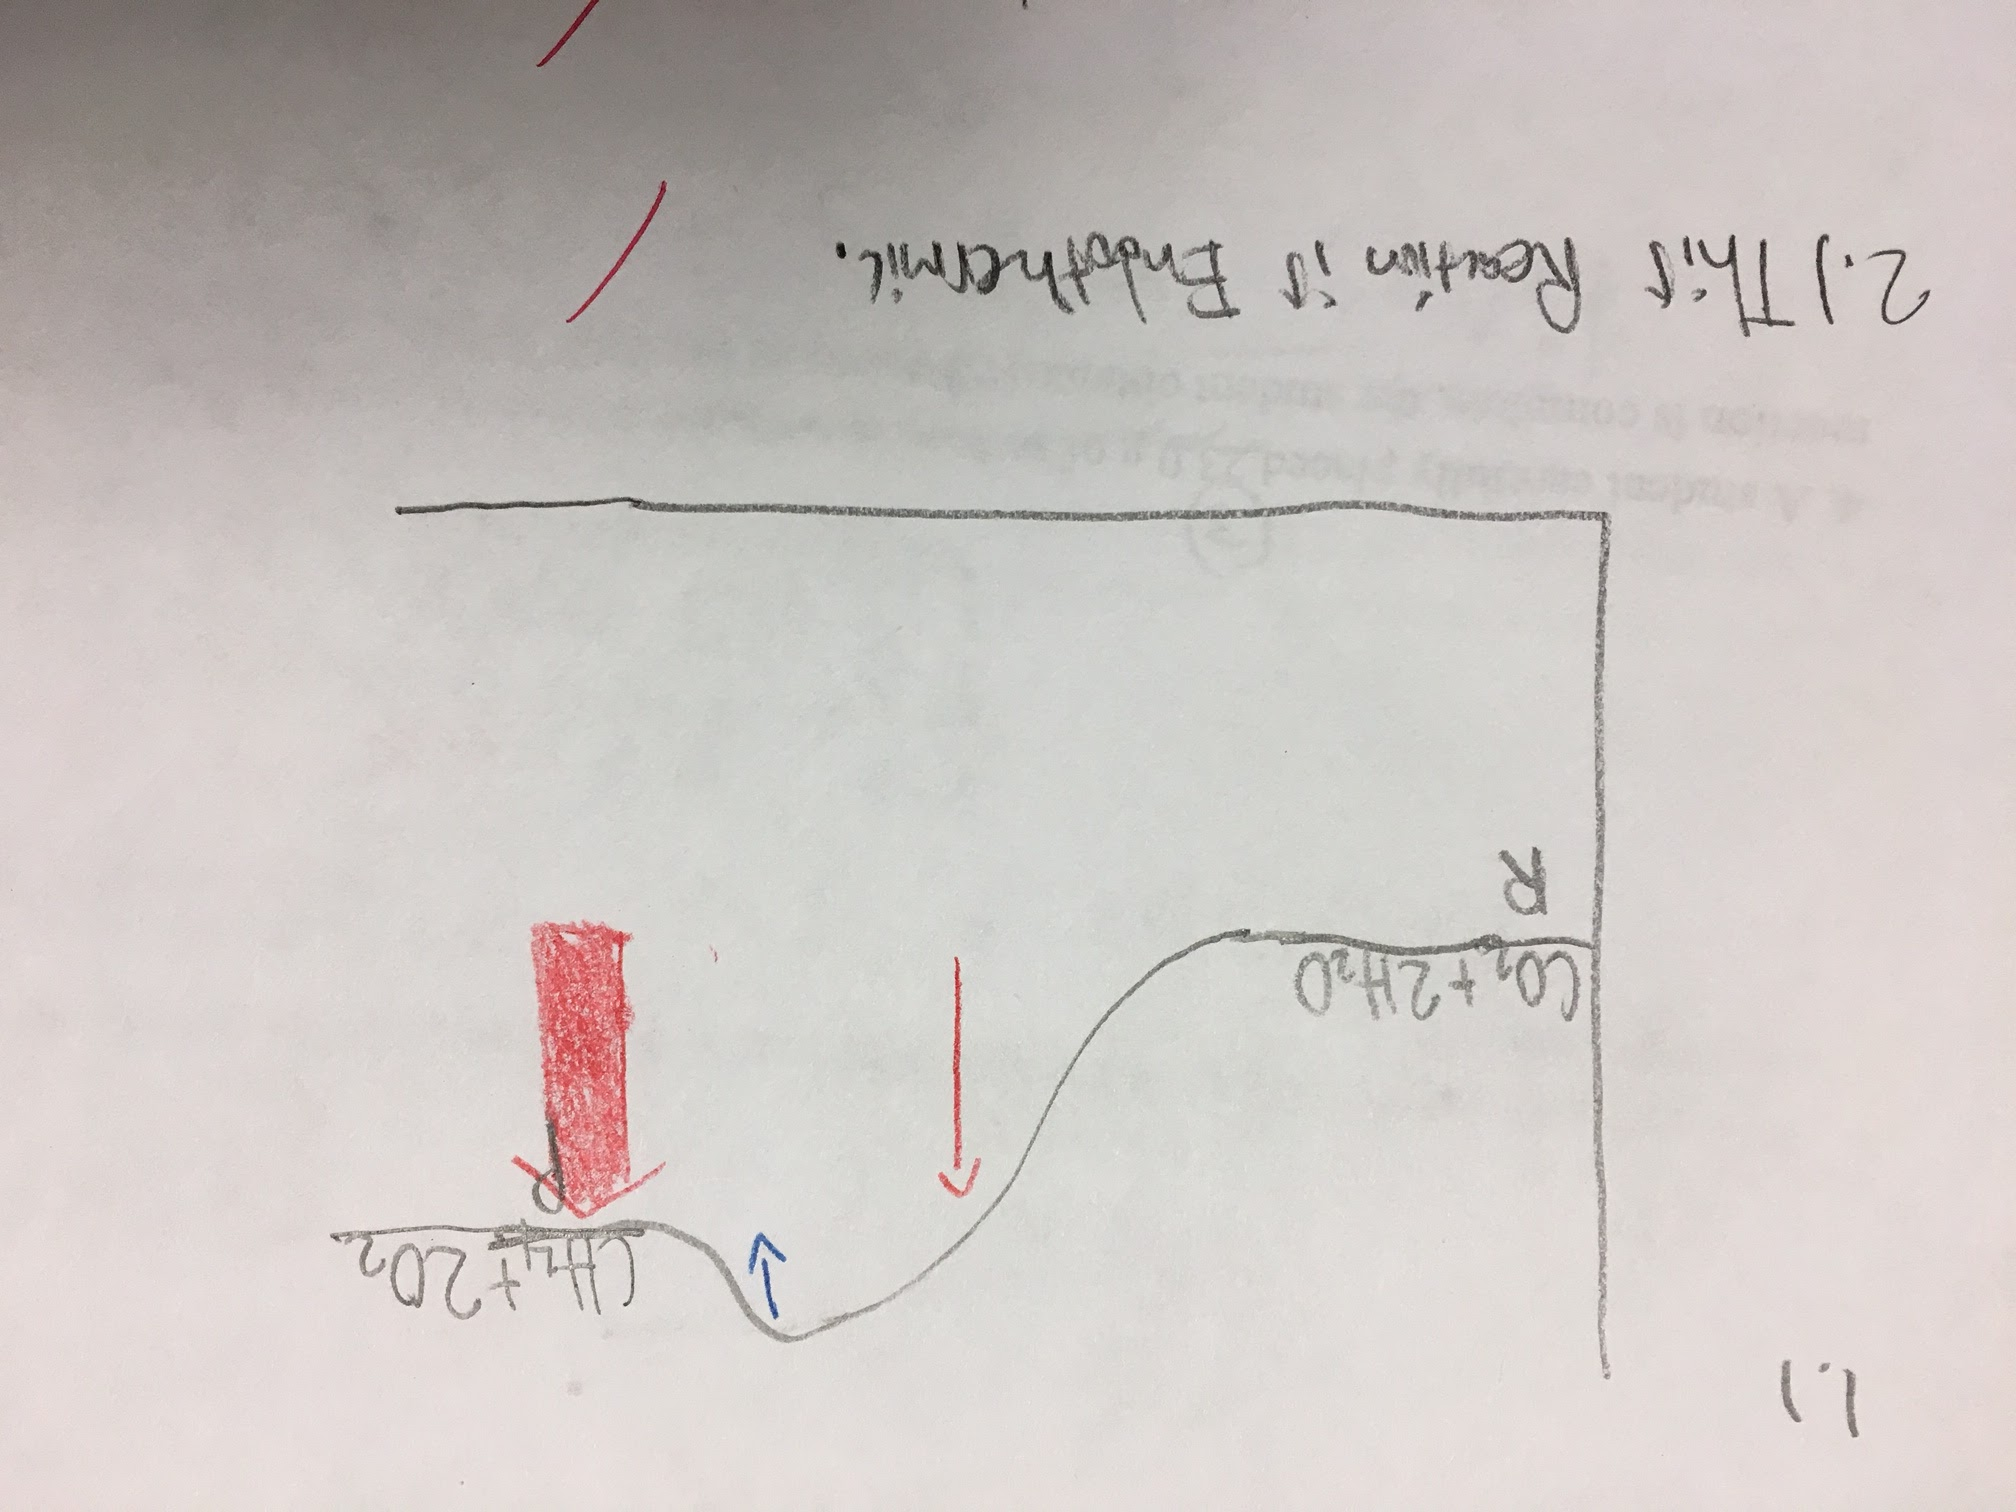 1.)
CH₄+2O₂
P
CO₂+2H₂O
R
2.) This Reaction is Endothermic.